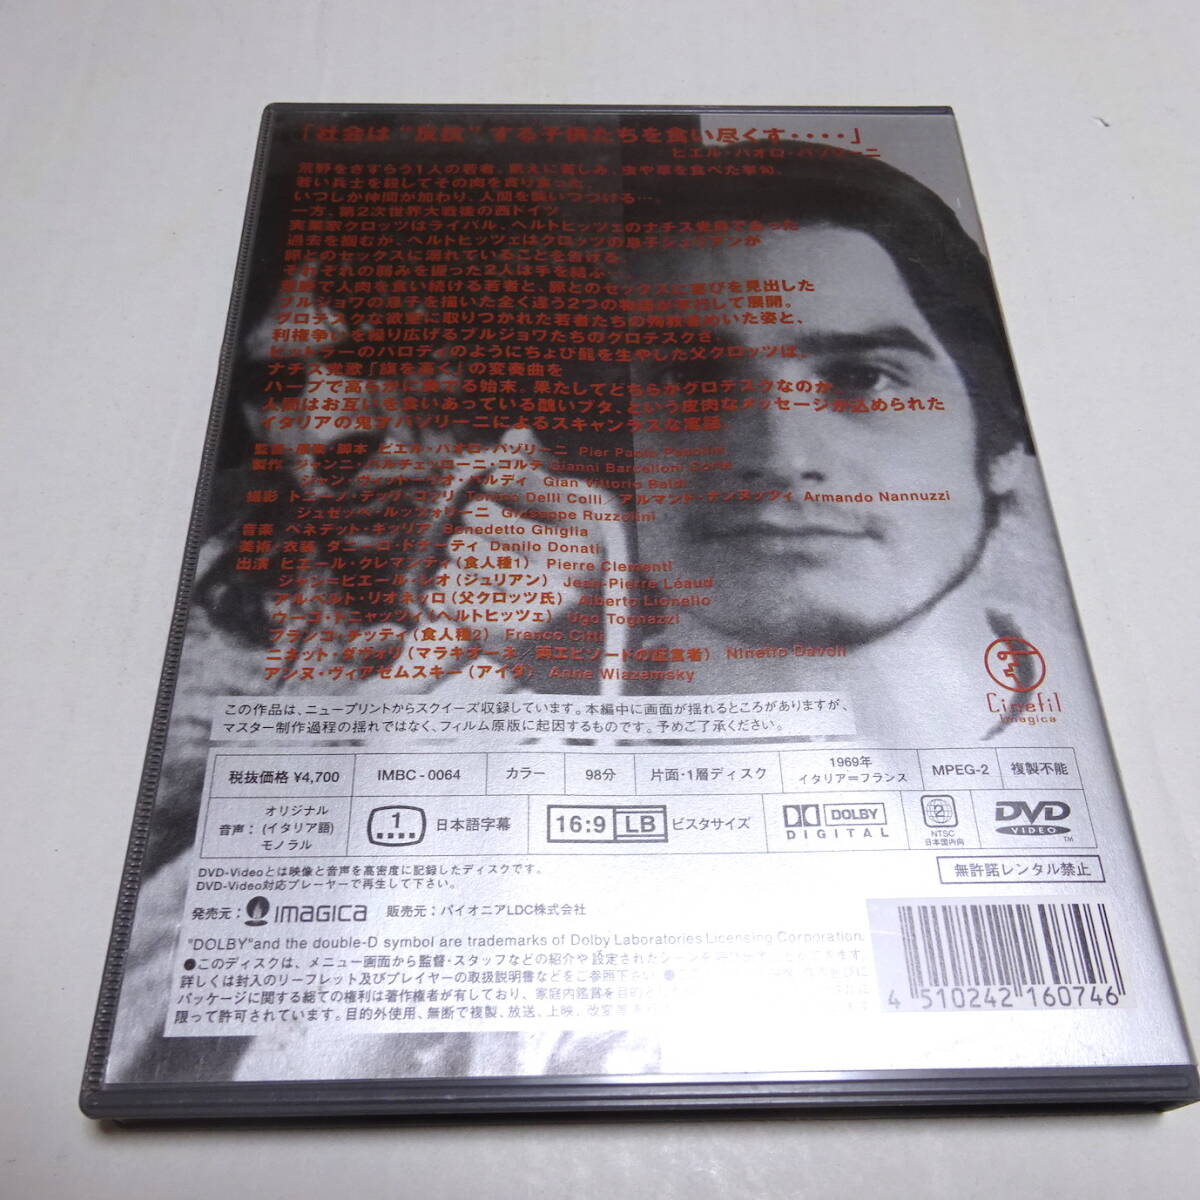 「社会は“反抗”する子供たちを食い尽くす・・・・」
ピエル・パオロ・パゾリーニ
荒野をさすらう1人の若者。飢えに苦しみ、虫や草を食べた挙句、
若い兵士を殺してその肉を貪り食った。
いつしか仲間が加わり、人間を襲いつづける…。
一方、第2次世界大戦後の西ドイツ。
実業家クロッツはライバル、ヘルトヒッツェのナチス党員であった
過去を掴むが、ヘルトヒッツェはクロッツの息子ジュリアンが
豚とのセックスに溺れていることを告げる。
それぞれの弱みを握った2人は手を結ぶ…
荒野で人肉を食い続ける若者と、豚とのセックスに喜びを見出した
ブルジョワの息子を描いた全く違う2つの物語が平行して展開。
グロテスクな欲望に取りつかれた若者たちの殉教者めいた姿と、
利権争いを繰り広げるブルジョワたちのグロテスクさ。
ヒットラーのパロディのようにちょび髭を生やした父クロッツは、
ナチス党歌「旗を高く」の変奏曲を
ハープで高らかに奏でる始末。果たしてどちらがグロテスクなのか。
人間はお互いを食いあっている醜いブタ、という皮肉なメッセージが込められた
イタリアの鬼才パゾリーニによるスキャンラスな寓話。
監督・原案・脚本 ピエル・パオロ・パゾリーニ Pier Paolo Pasolini
製作 ジャンニ・バルチェッローニ・コルテ Gianni Barcelloni Corte
ジャン・ヴィットーリオ・バルディ Gian Vittorio Baldi
撮影 トニーノ・デッリ・コッリ Tonino Delli Colli / アルマンド・ナンヌッツィ Armando Nannuzzi
ジュゼッペ・ルッツォリーニ Giuseppe Ruzzolini
音楽 ベネデット・ギッリア Benedetto Ghiglia
美術・衣装 ダニーロ・ドナーティ Danilo Donati
出演 ピエール・クレマンティ(食人種1) Pierre Clementi
ジャン=ピエール・レオ(ジュリアン) Jean-Pierre Léaud
アルベルト・リオネッロ(父クロッツ氏) Alberto Lionello
ウーゴ・トニャッツィ(ヘルトヒッツェ) Ugo Tognazzi
フランコ・チッティ(食人種2) Franco Citti
ニネット・ダヴォリ(マラキオーネ/両エピソードの証言者) Ninetto Davoli
アンヌ・ヴィアゼムスキー(アイダ) Anne Wiazemsky
Cinefil
Imagica
この作品は、ニュープリントからスクイーズ収録しています。本編中に画面が揺れるところがありますが、
マスター制作過程の揺れではなく、フィルム原版に起因するものです。予めご了承ください。
税抜価格 ¥4,700 IMBC-0064 カラー 98分 片面・1層ディスク 1969年 イタリア=フランス MPEG-2 複製不能
音声: オリジナル (イタリア語) モノラル 1 日本語字幕 16:9 LB ビスタサイズ DOLBY DIGITAL 2 NTSC 日本国内向 DVD VIDEO TM
DVD-Videoとは映像と音声を高密度に記録したディスクです。
DVD-Video対応プレーヤーで再生して下さい。
無許諾レンタル禁止
発売元: IMAGICA 販売元:パイオニアLDC株式会社
"DOLBY"and the double-D symbol are trademarks of Dolby Laboratories Licensing Corporation.
●このディスクは、メニュー画面から監督・スタッフなどの紹介や設定されたシーンを
詳しくは封入のリーフレット及びプレイヤーの取扱説明書などをご参照下さい ●
パッケージに関する総ての権利は著作権者が有しており、家庭内鑑賞を目的と
限って許可されています。目的外使用、無断で複製、放送、上映、改変等
4 510242 160746